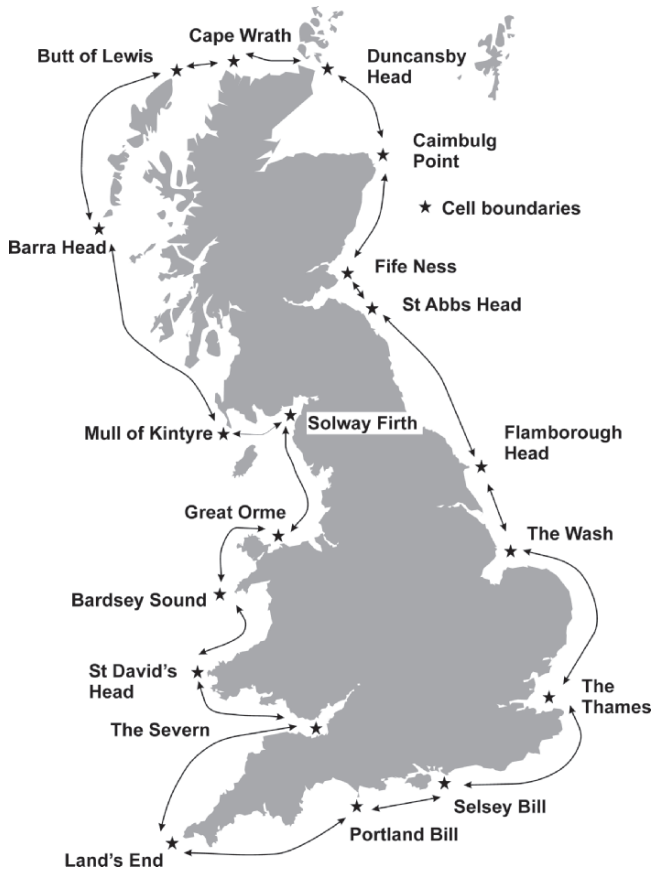 Cape Wrath
Butt of Lewis
Duncansby
Head
Caimbulg
Point
Cell boundaries
Barra Head
Fife Ness
St Abbs Head
Mull of Kintyre
Solway Firth
Flamborough
Head
Great Orme
The Wash
Bardsey Sound
St David's
Head
The
Thames
The Severn
Selsey Bill
Portland Bill
Land's End